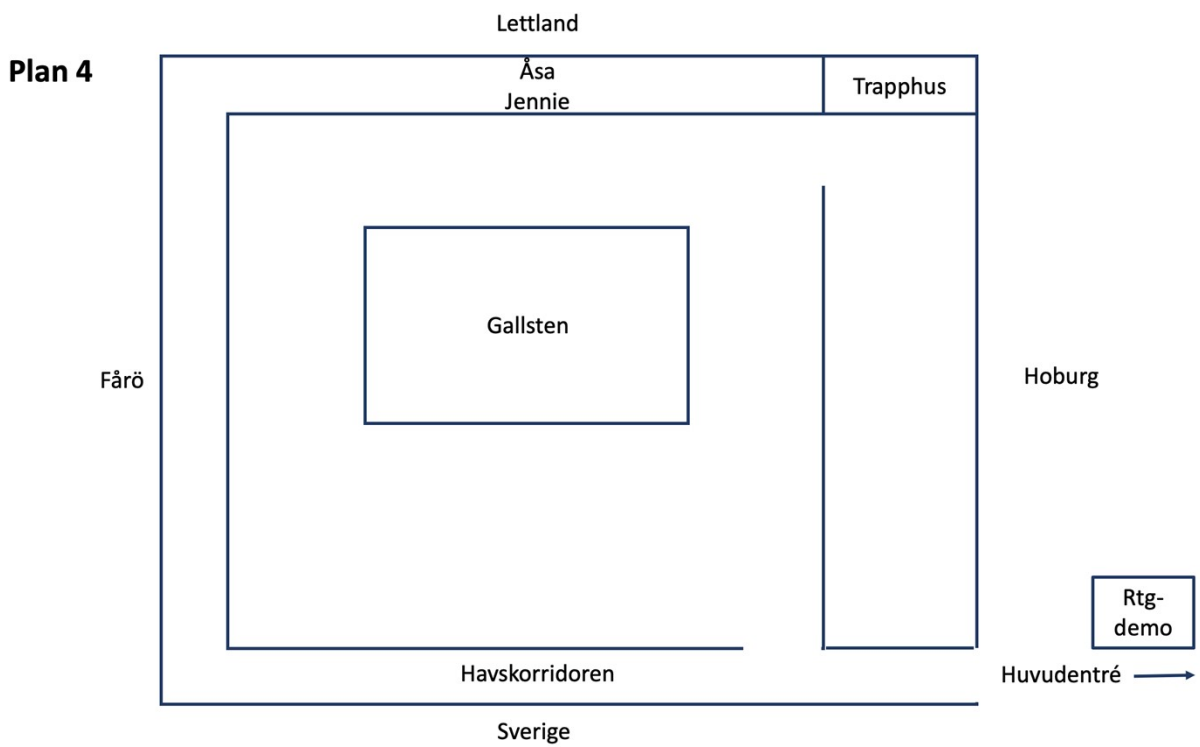 Lettland
Plan 4
Åsa
Jennie
Trapphus
Gallsten
Fårö
Hoburg
Rtg-
demo
Havskorridoren
Huvudentré
Sverige